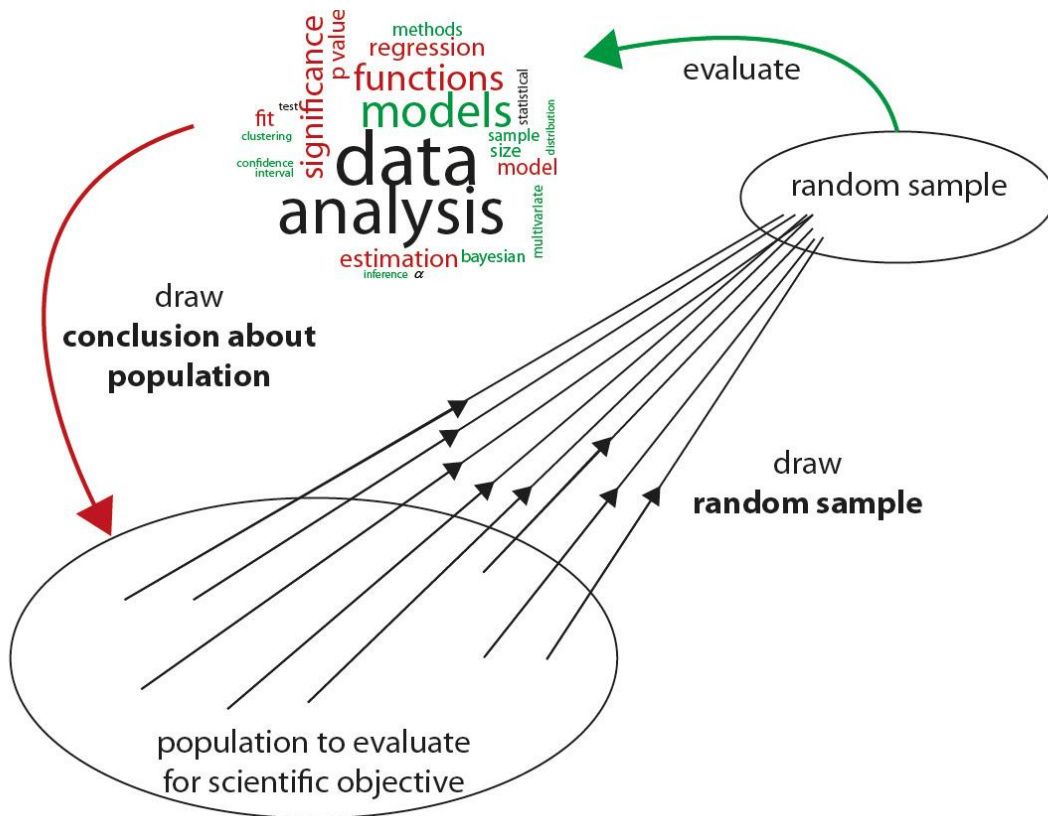 methods
regression
p value
significance
functions
statistical
models
test
fit
clustering
distribution
sample
size
data
model
confidence
interval
analysis
multivariate
estimation
bayesian
inference
α
evaluate
random sample
draw
conclusion about
population
draw
random sample
population to evaluate
for scientific objective